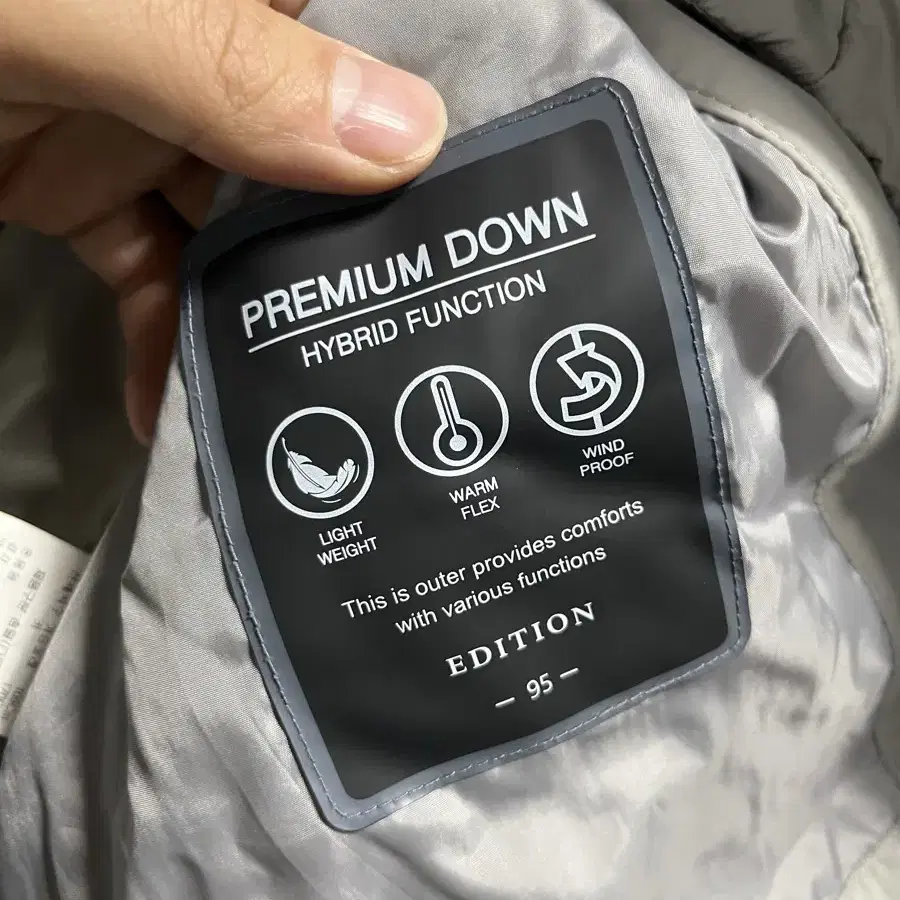 PREMIUM DOWN
HYBRID FUNCTION
LIGHT
WEIGHT
WARM
FLEX
WIND
PROOF
This is outer provides comforts
with various functions
EDITION
— 95 —